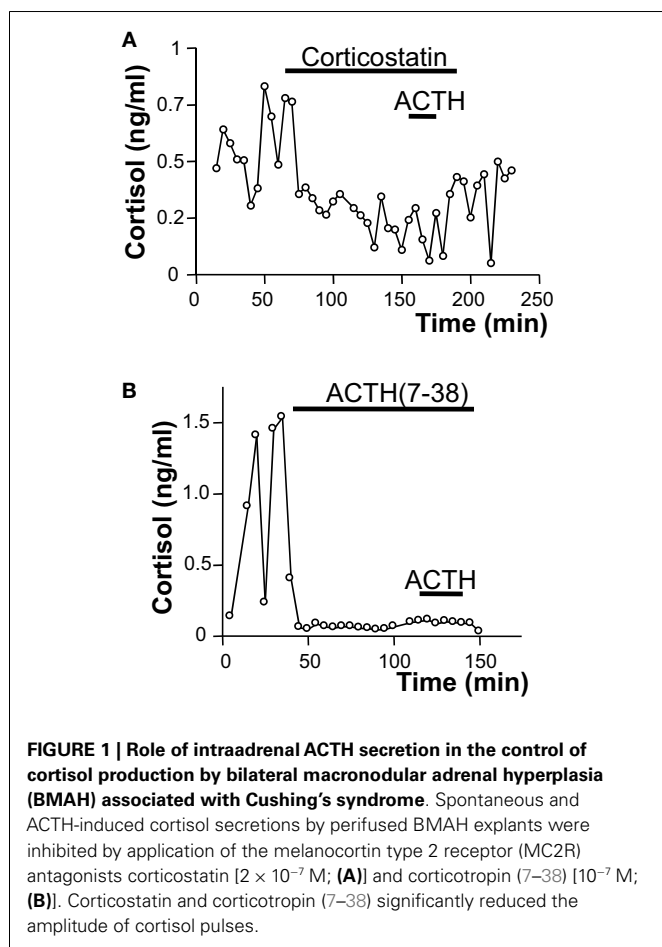 A
1
Corticostatin
ACTH
0.7
0.5
0.2
0
Cortisol (ng/ml)
0 50 100 150 200 250
Time (min)
B
ACTH(7-38)
1.5
1.0
ACTH
0.5
0
Cortisol (ng/ml)
0 50 100 150
Time (min)
FIGURE 1 | Role of intraadrenal ACTH secretion in the control of
cortisol production by bilateral macronodular adrenal hyperplasia
(BMAH) associated with Cushing's syndrome. Spontaneous and
ACTH-induced cortisol secretions by perifused BMAH explants were
inhibited by application of the melanocortin type 2 receptor (MC2R)
antagonists corticostatin [2 × 10⁻⁷ M; (A)] and corticotropin (7–38) [10⁻⁷ M;
(B)]. Corticostatin and corticotropin (7–38) significantly reduced the
amplitude of cortisol pulses.